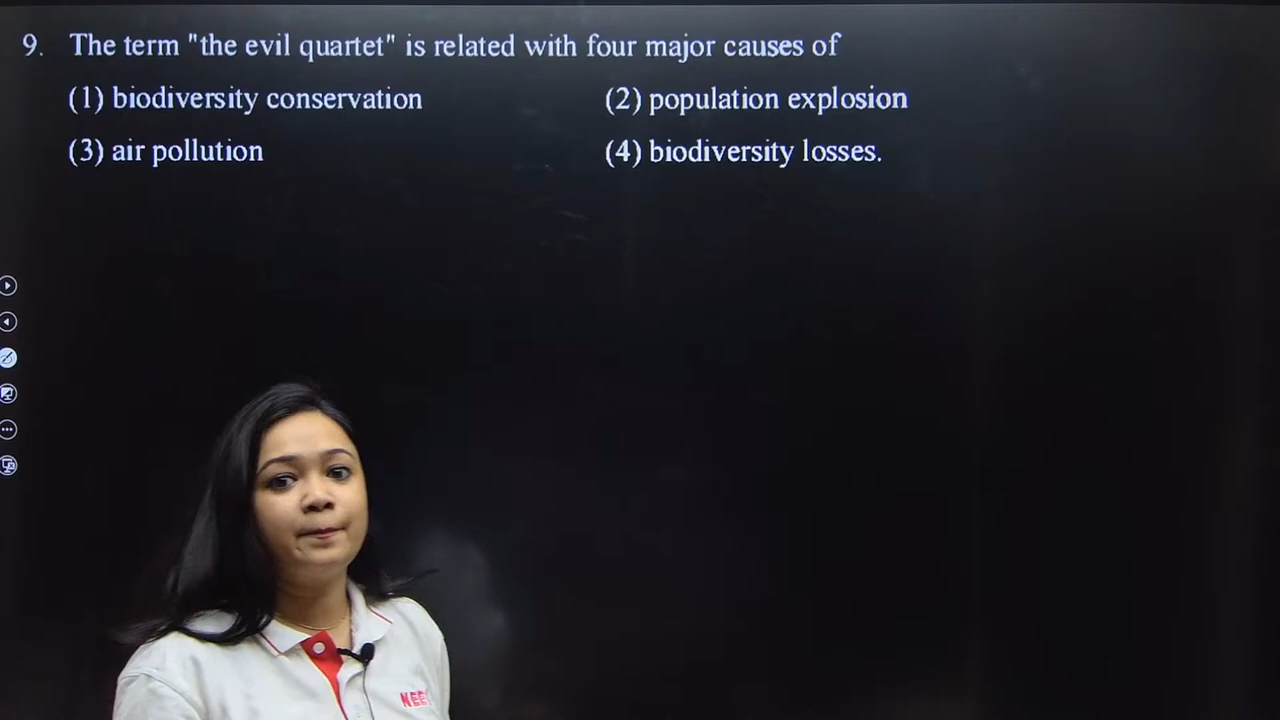 9. The term "the evil quartet" is related with four major causes of
(1) biodiversity conservation (2) population explosion
(3) air pollution (4) biodiversity losses.